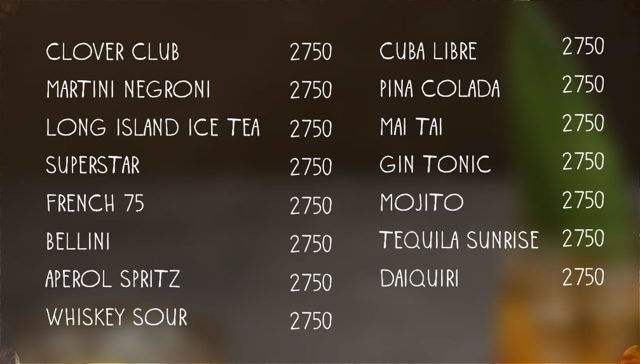 CLOVER CLUB 2750
MARTINI NEGRONI 2750
LONG ISLAND ICE TEA 2750
SUPERSTAR 2750
FRENCH 75 2750
BELLINI 2750
APEROL SPRITZ 2750
WHISKEY SOUR 2750
CUBA LIBRE 2750
PINA COLADA 2750
MAI TAI 2750
GIN TONIC 2750
MOJITO 2750
TEQUILA SUNRISE 2750
DAIQUIRI 2750